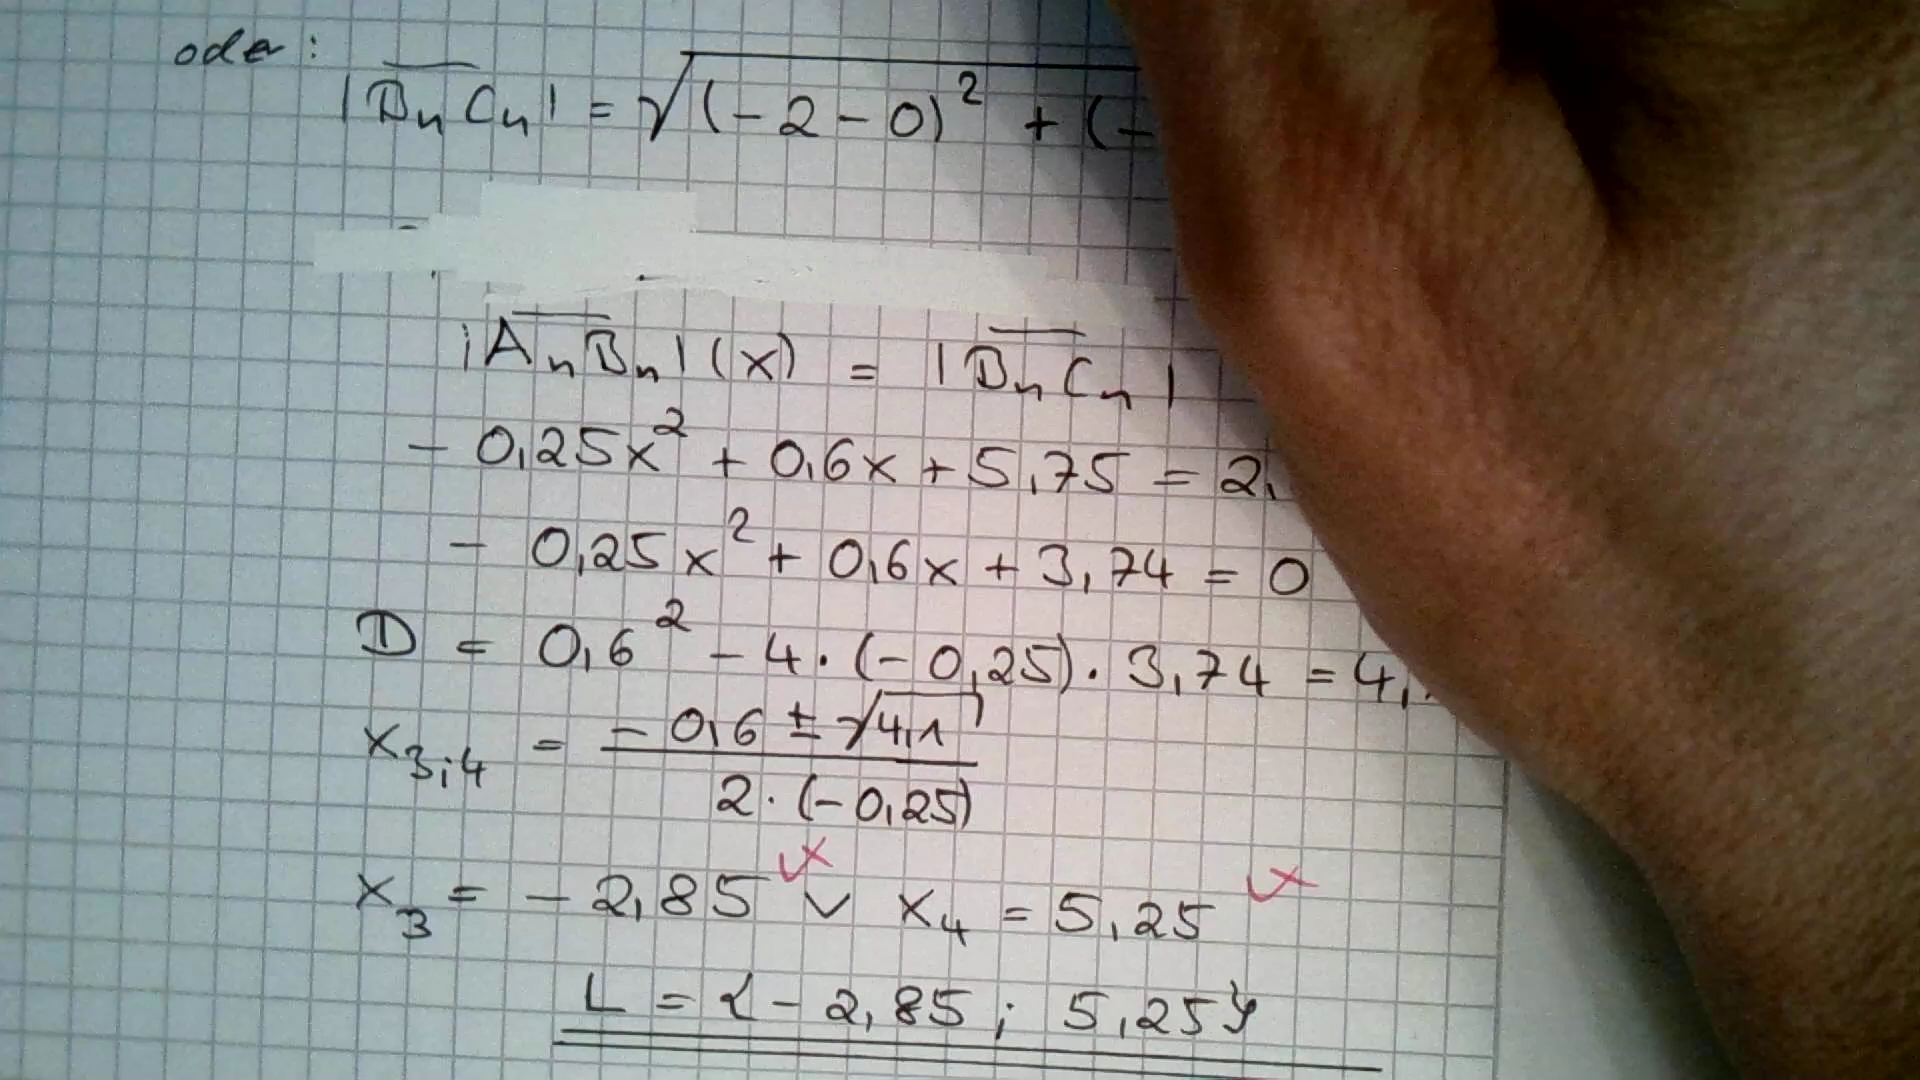 oder:
|BₙCₙ| = √(-2-0)² + (-
|AₙBₙ|(x) = |BₙCₙ|
- 0,25x² + 0,6x + 5,75 = 2,
- 0,25x² + 0,6x + 3,74 = 0
D = 0,6² - 4·(-0,25)·3,74 = 4,
x₃;₄ = (-0,6 ± √4,1) / 2·(-0,25)
x₃ = -2,85 ∨ x₄ = 5,25
L = {-2,85; 5,25}